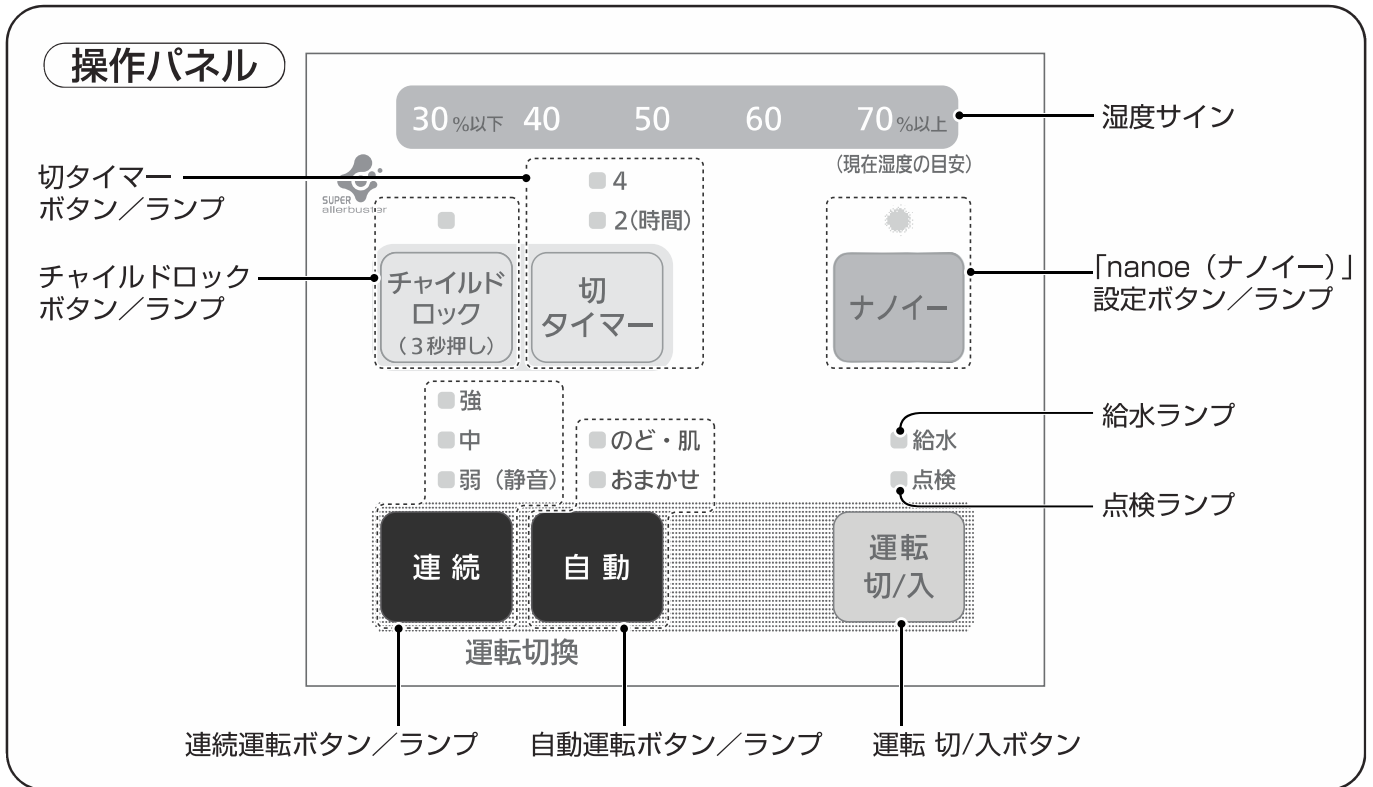 操作パネル
30%以下 40 50 60 70%以上
湿度サイン
(現在湿度の目安)
切タイマー
ボタン／ランプ
SUPER
allerbuster
4
2(時間)
チャイルドロック
ボタン／ランプ
チャイルド
ロック
(3秒押し)
切
タイマー
ナノイー
「nanoe（ナノイー）」
設定ボタン／ランプ
強
中
弱（静音）
のど・肌
おまかせ
給水
点検
給水ランプ
点検ランプ
連続
自動
運転
切/入
運転切換
連続運転ボタン／ランプ
自動運転ボタン／ランプ
運転 切/入ボタン